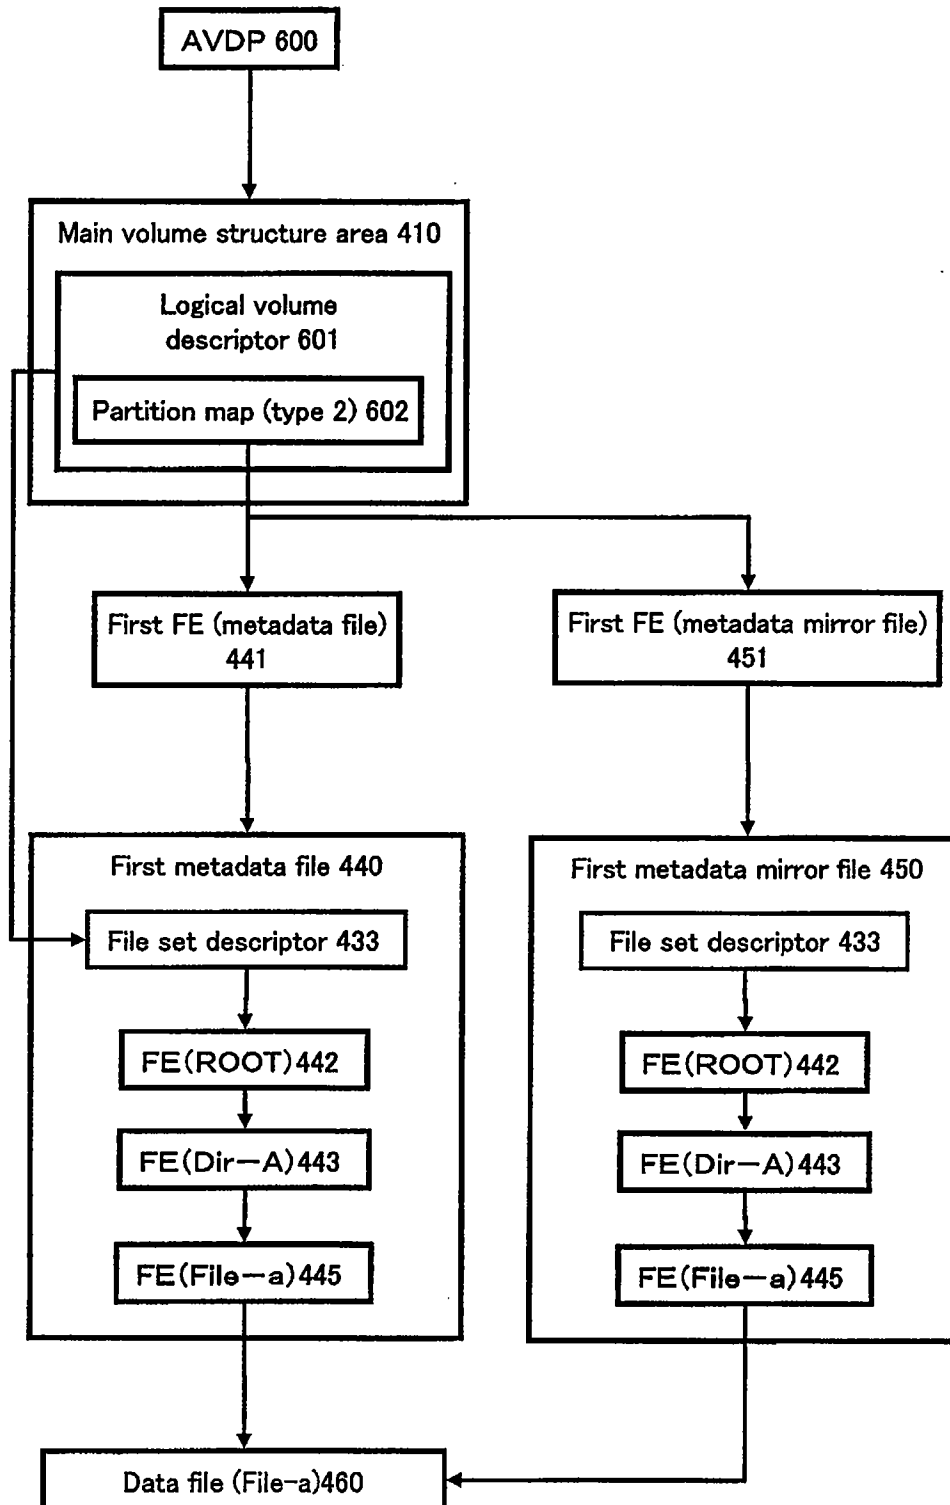 AVDP 600
Main volume structure area 410
Logical volume
descriptor 601
Partition map (type 2) 602
First FE (metadata file)
441
First FE (metadata mirror file)
451
First metadata file 440
File set descriptor 433
FE(ROOT)442
FE(Dir-A)443
FE(File-a)445
First metadata mirror file 450
File set descriptor 433
FE(ROOT)442
FE(Dir-A)443
FE(File-a)445
Data file (File-a)460